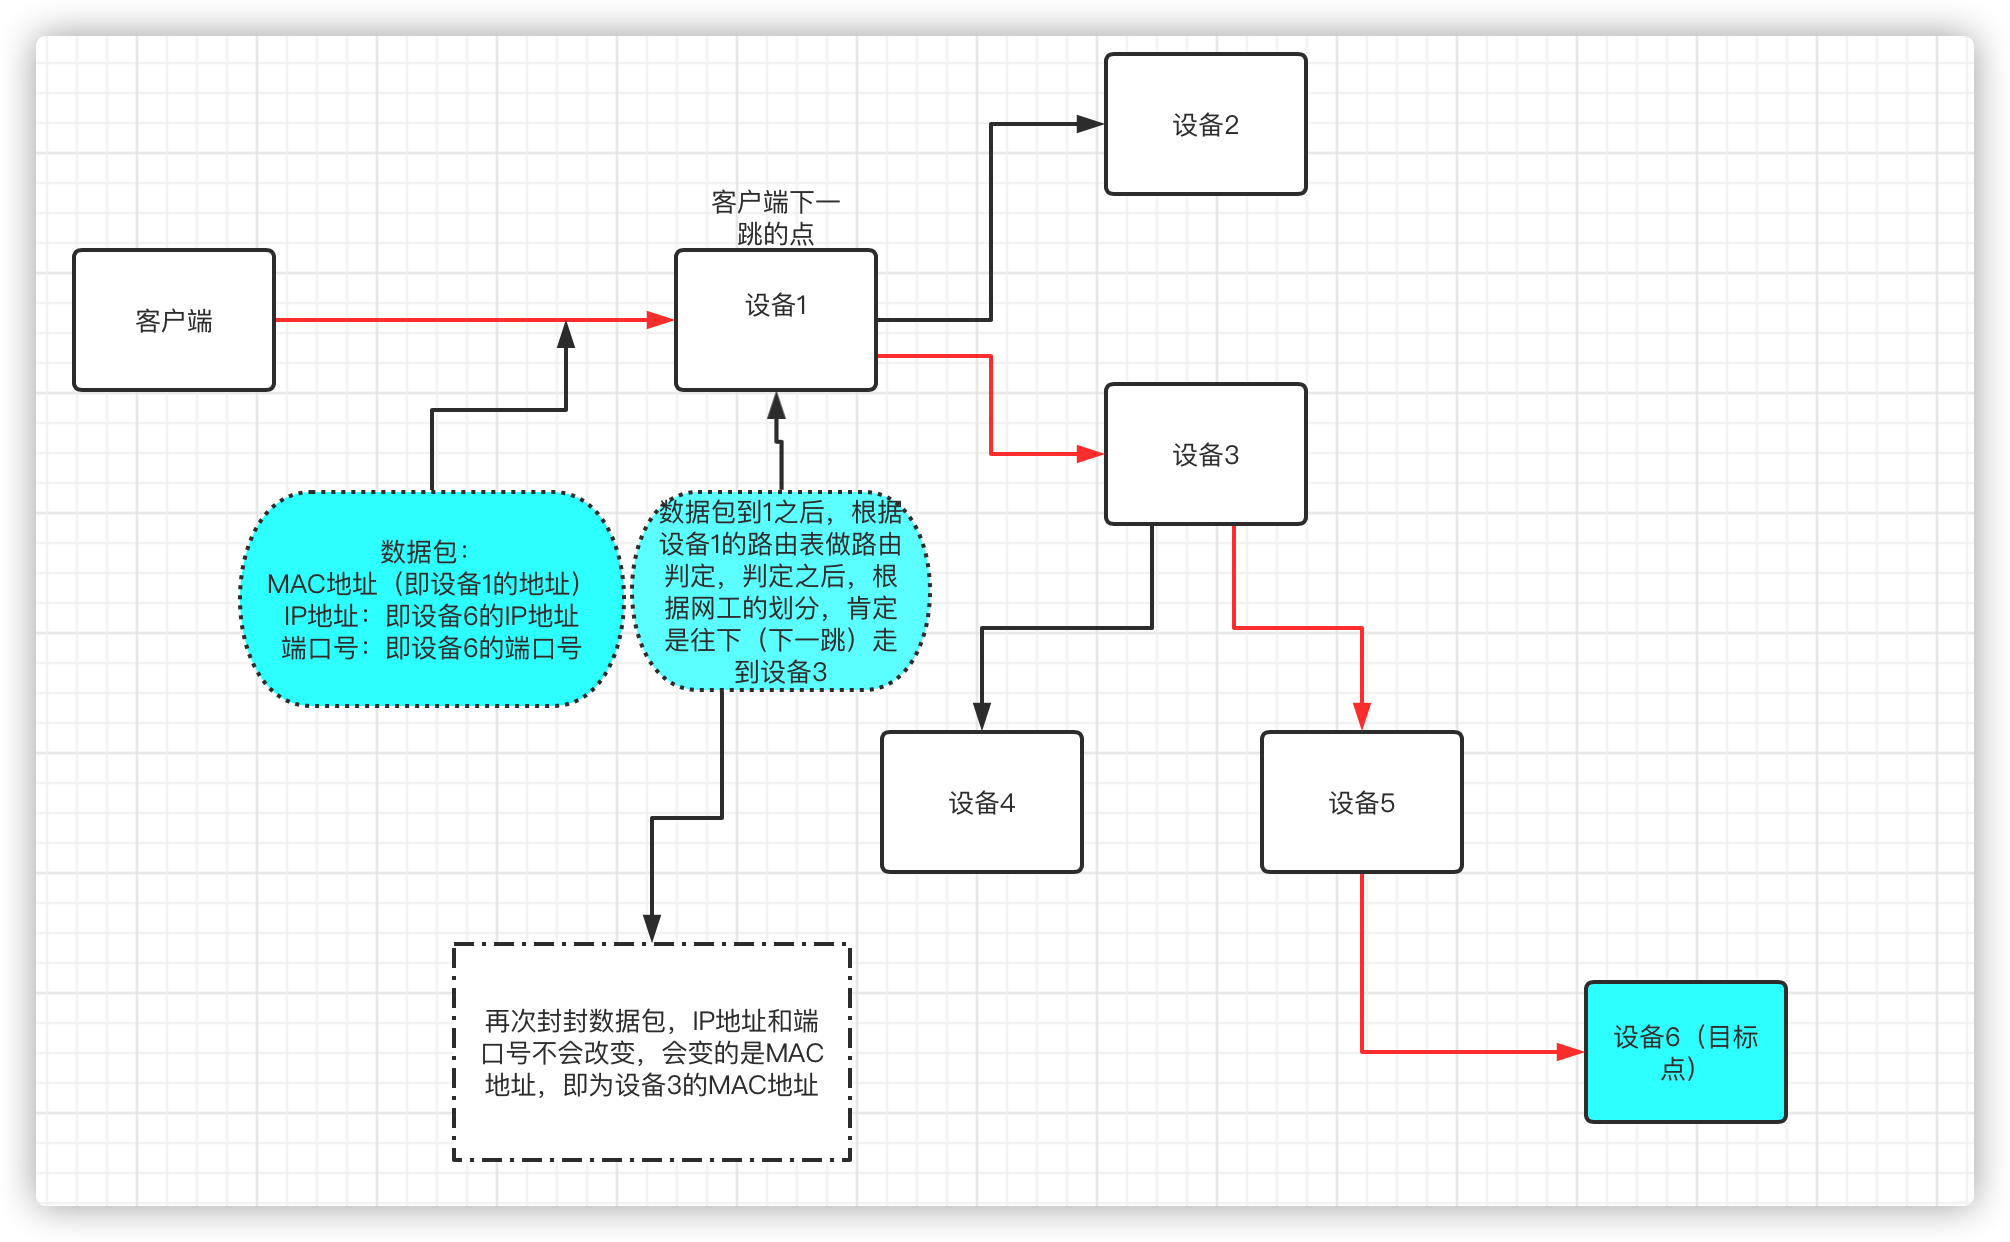 设备2
客户端下一
跳的点
客户端
设备1
设备3
数据包：
MAC地址（即设备1的地址）
IP地址：即设备6的IP地址
端口号：即设备6的端口号
数据包到1之后，根据
设备1的路由表做路由
判定，判定之后，根
据网工的划分，肯定
是往下（下一跳）走
到设备3
设备4
设备5
再次封封数据包，IP地址和端
口号不会改变，会变的是MAC
地址，即为设备3的MAC地址
设备6（目标
点）